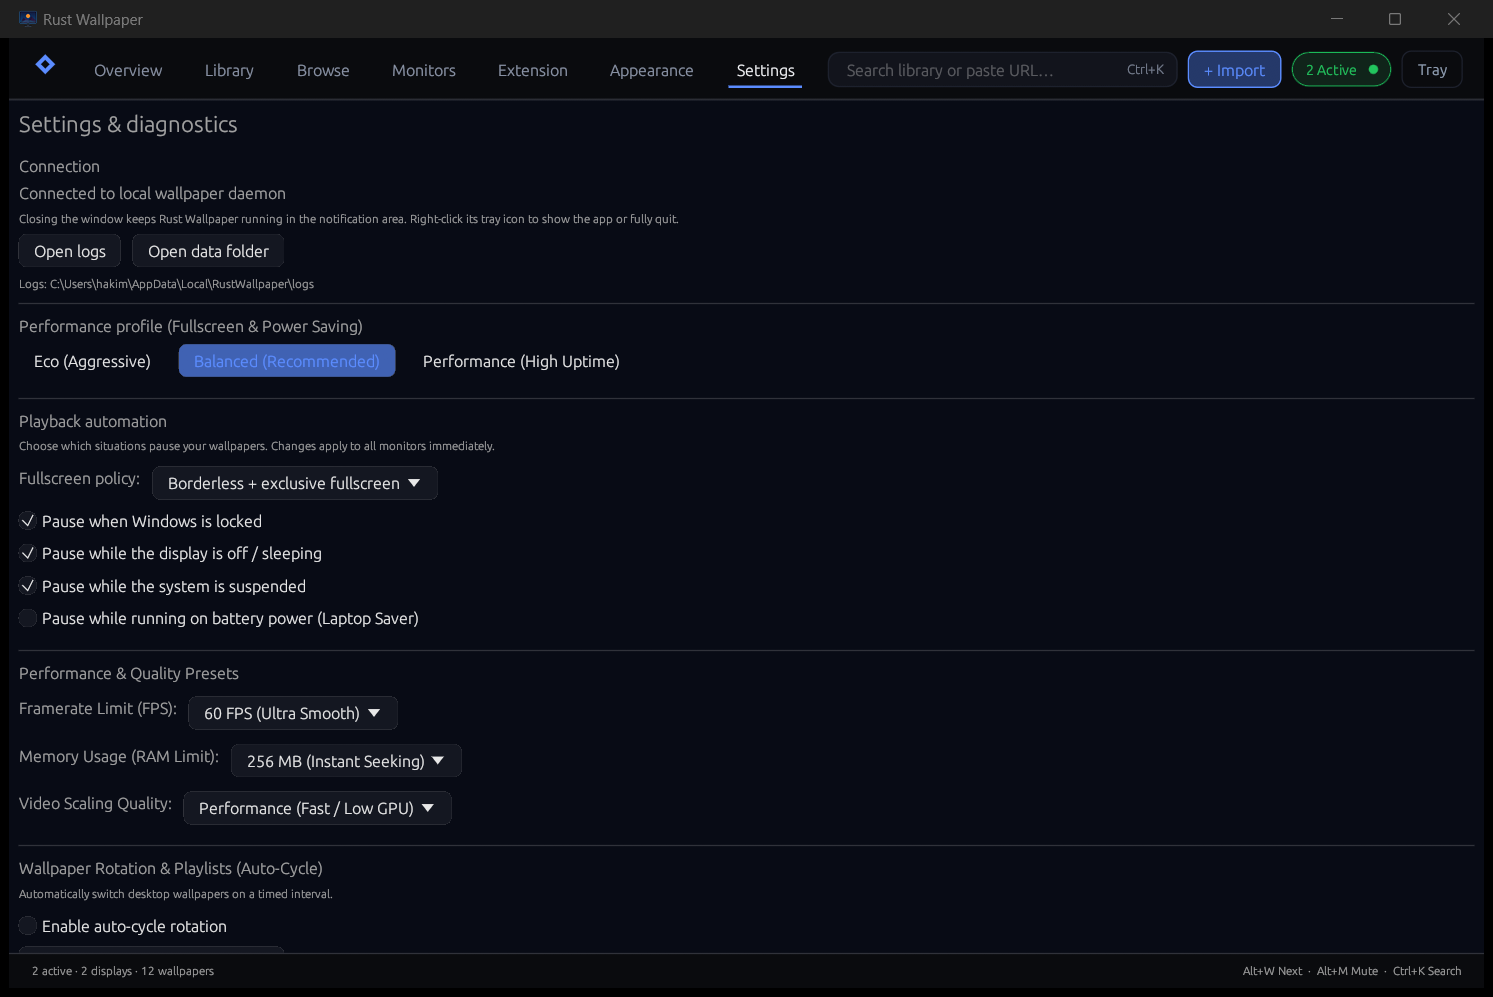 Rust Wallpaper
Overview Library Browse Monitors Extension Appearance Settings Search library or paste URL... Ctrl+K + Import 2 Active Tray
Settings & diagnostics
Connection
Connected to local wallpaper daemon
Closing the window keeps Rust Wallpaper running in the notification area. Right-click its tray icon to show the app or fully quit.
Open logs Open data folder
Logs: C:\Users\hakim\AppData\Local\RustWallpaper\logs
Performance profile (Fullscreen & Power Saving)
Eco (Aggressive) Balanced (Recommended) Performance (High Uptime)
Playback automation
Choose which situations pause your wallpapers. Changes apply to all monitors immediately.
Fullscreen policy: Borderless + exclusive fullscreen
Pause when Windows is locked
Pause while the display is off / sleeping
Pause while the system is suspended
Pause while running on battery power (Laptop Saver)
Performance & Quality Presets
Framerate Limit (FPS): 60 FPS (Ultra Smooth)
Memory Usage (RAM Limit): 256 MB (Instant Seeking)
Video Scaling Quality: Performance (Fast / Low GPU)
Wallpaper Rotation & Playlists (Auto-Cycle)
Automatically switch desktop wallpapers on a timed interval.
Enable auto-cycle rotation
2 active · 2 displays · 12 wallpapers Alt+W Next · Alt+M Mute · Ctrl+K Search